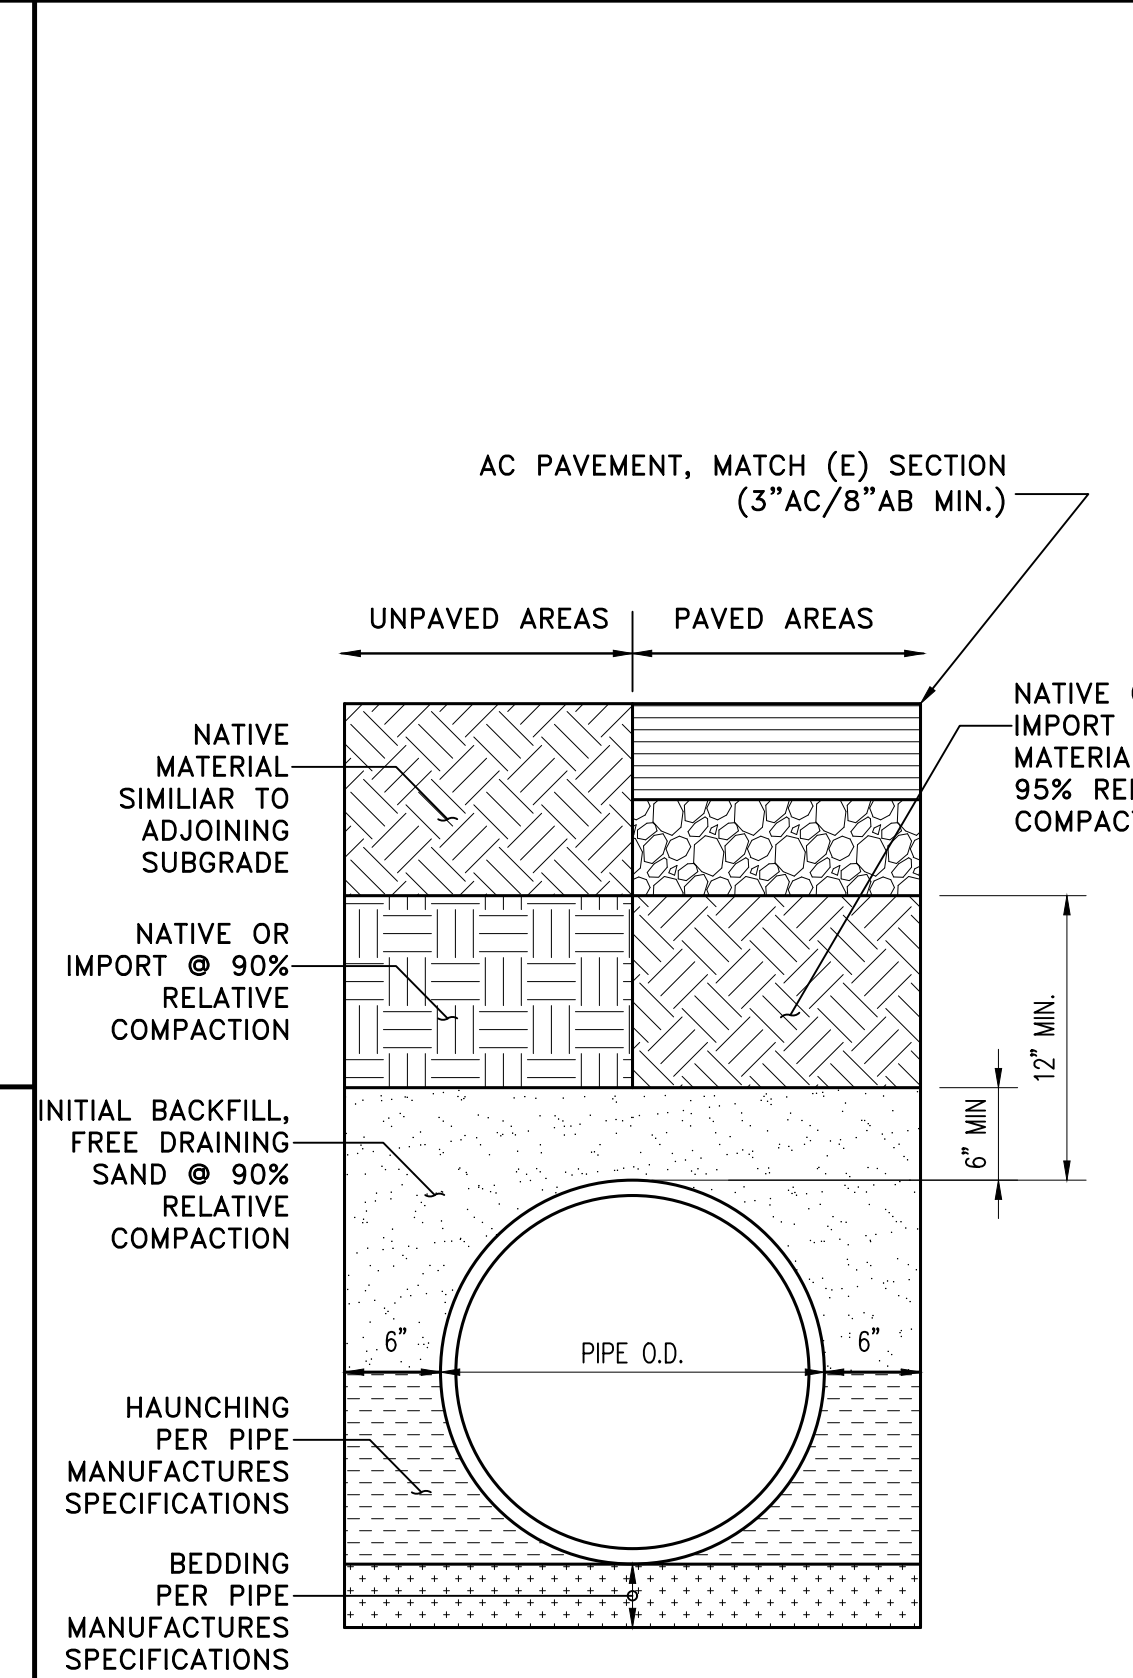 AC PAVEMENT, MATCH (E) SECTION
(3"AC/8"AB MIN.)
UNPAVED AREAS
PAVED AREAS
NATIVE
MATERIAL
SIMILIAR TO
ADJOINING
SUBGRADE
NATIVE
IMPORT
95%
NATIVE OR
IMPORT @ 90%
RELATIVE
COMPACTION
12" MIN.
6" MIN
INITIAL BACKFILL,
FREE DRAINING
SAND @ 90%
RELATIVE
COMPACTION
6"
PIPE O.D.
6"
HAUNCHING
PER PIPE
MANUFACTURES
SPECIFICATIONS
BEDDING
PER PIPE
MANUFACTURES
SPECIFICATIONS